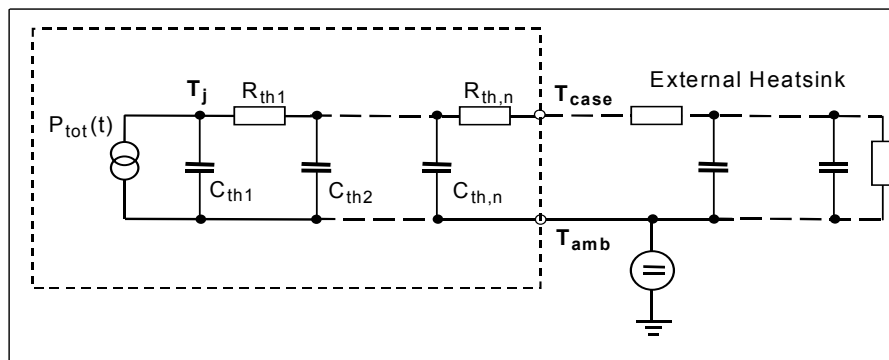 External Heatsink
T_j
R_th1
R_th,n
T_case
P_tot(t)
C_th1
C_th2
C_th,n
T_amb